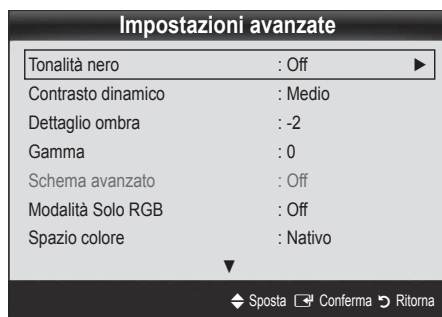 Impostazioni avanzate
Tonalità nero : Off ▶
Contrasto dinamico : Medio
Dettaglio ombra : -2
Gamma : 0
Schema avanzato : Off
Modalità Solo RGB : Off
Spazio colore : Nativo
▼
Sposta Conferma Ritorna